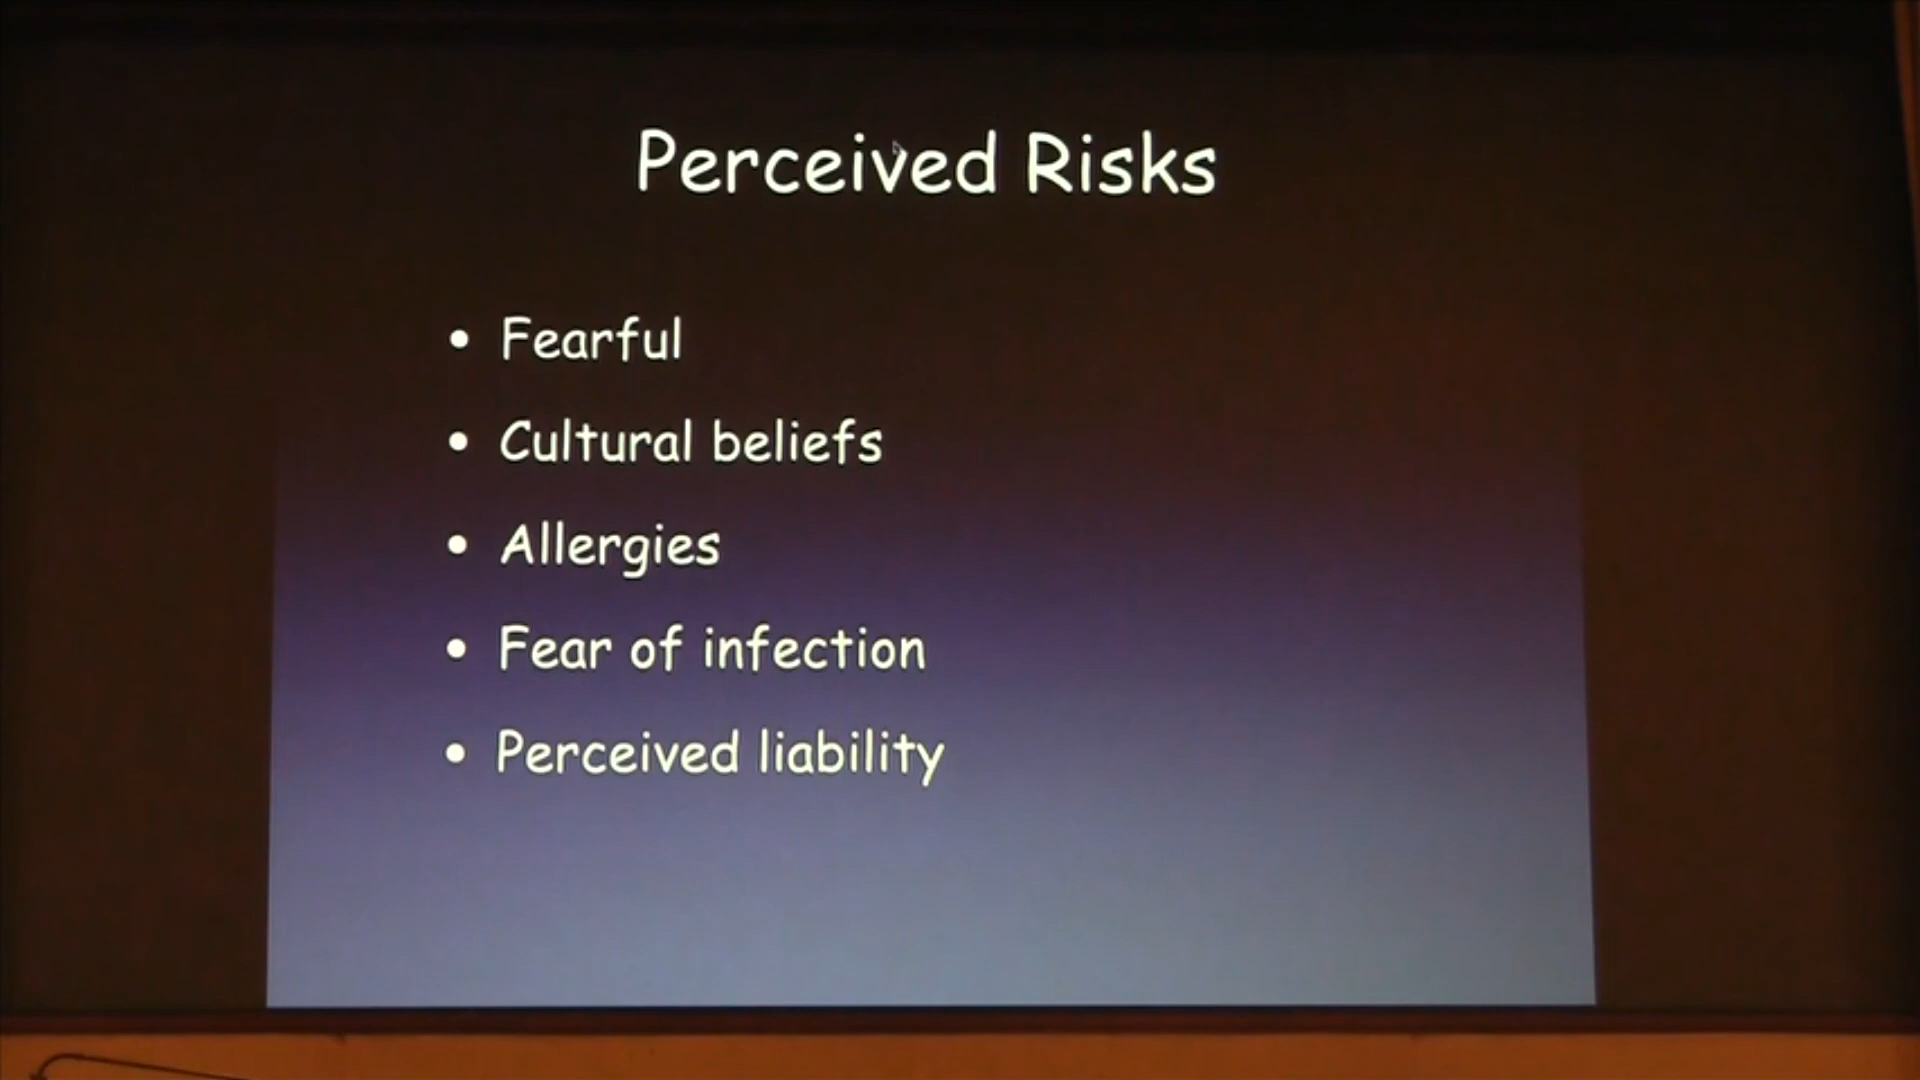 Perceived Risks
• Fearful
• Cultural beliefs
• Allergies
• Fear of infection
• Perceived liability